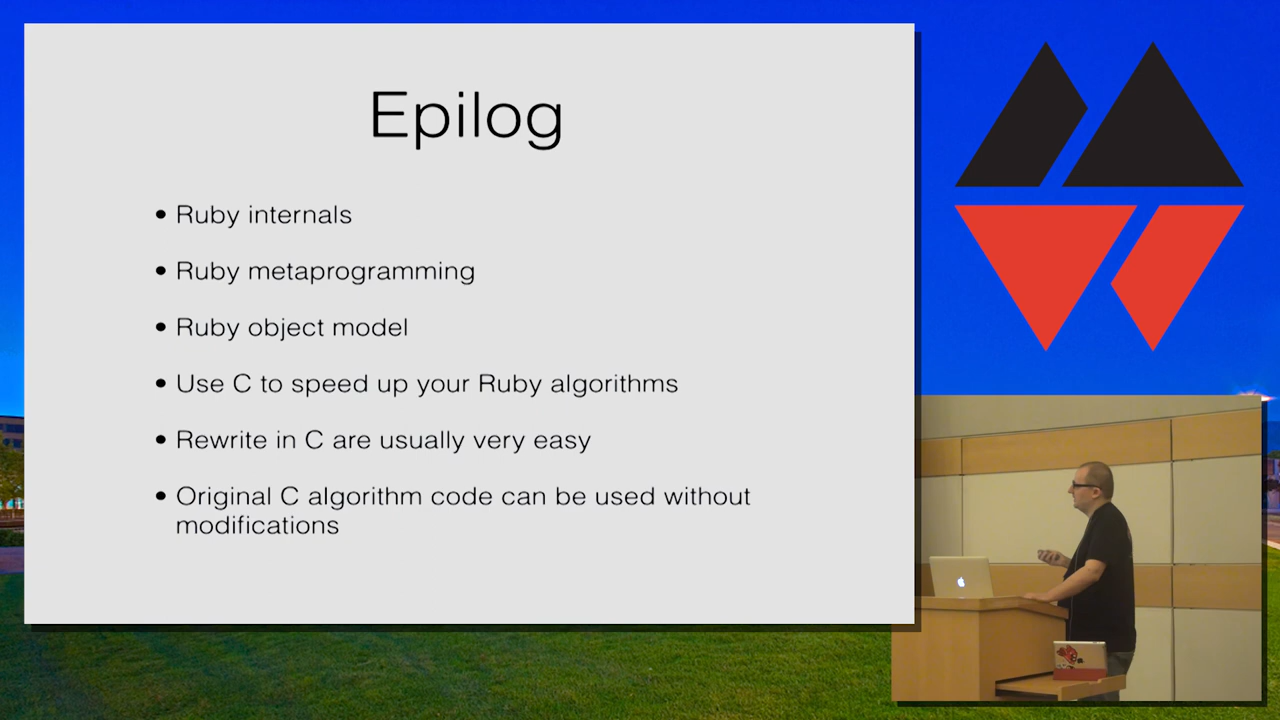 Epilog
• Ruby internals
• Ruby metaprogramming
• Ruby object model
• Use C to speed up your Ruby algorithms
• Rewrite in C are usually very easy
• Original C algorithm code can be used without
modifications